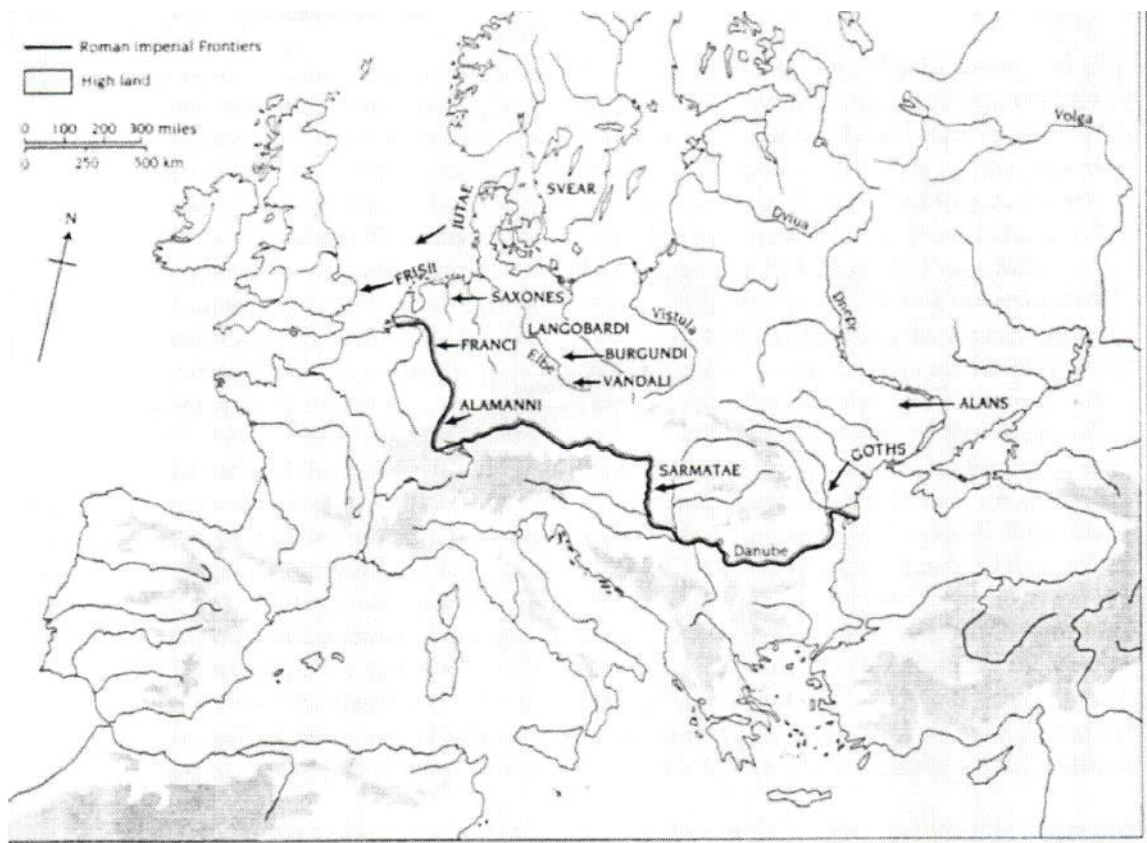 Roman Imperial Frontiers
High land
0 100 200 300 miles
0 250 500 km
N
Volga
SVEAR
IUTAE
Dviua
FRISII
SAXONES
Dnepr
LANGOBARDI
Vistula
FRANCI
Elbe
BURGUNDI
VANDALI
ALAMANNI
ALANS
GOTHS
SARMATAE
Danube